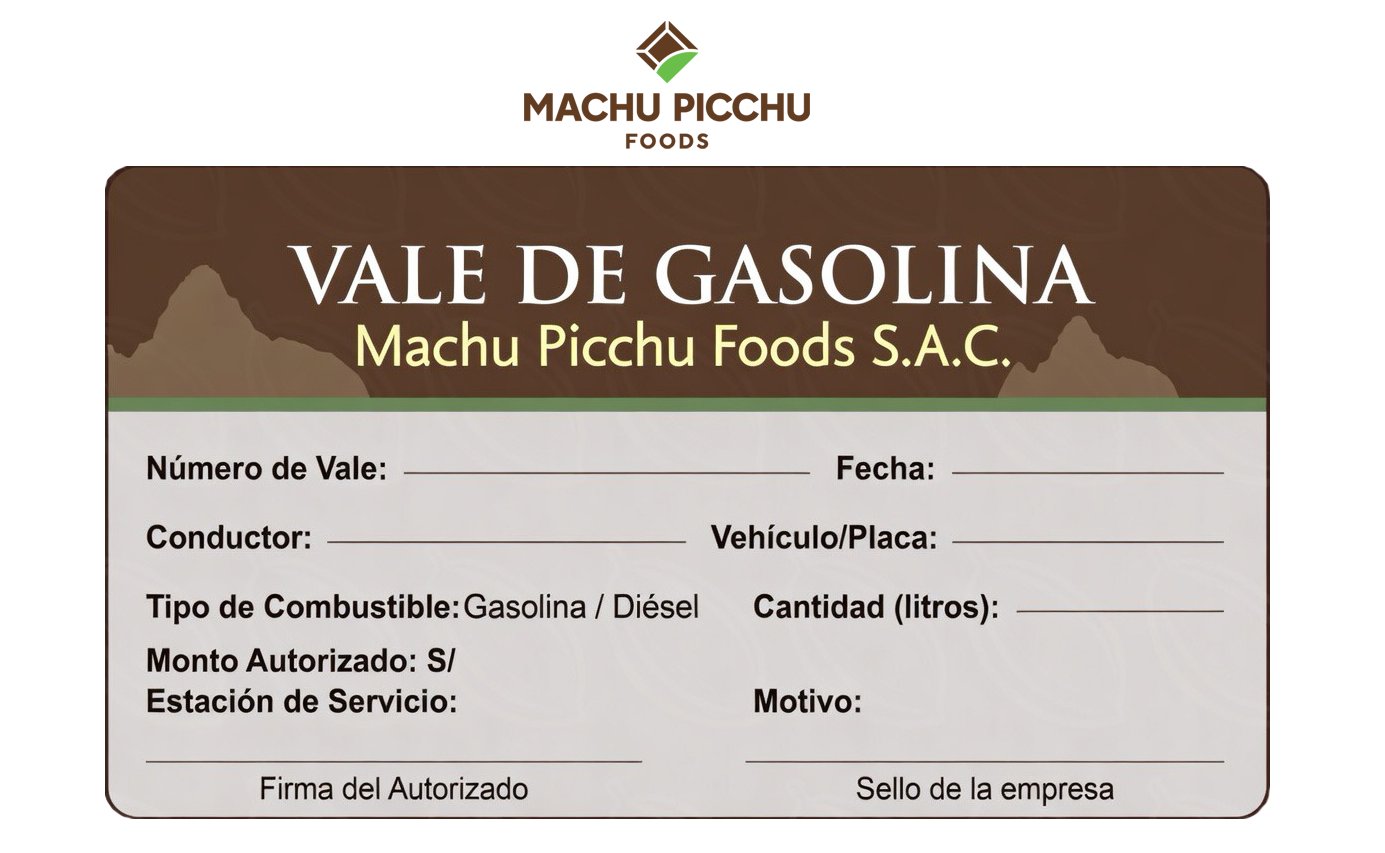 MACHU PICCHU
FOODS
VALE DE GASOLINA
Machu Picchu Foods S.A.C.
Número de Vale: Fecha:
Conductor: Vehículo/Placa:
Tipo de Combustible: Gasolina / Diésel Cantidad (litros):
Monto Autorizado: S/
Estación de Servicio: Motivo:
Firma del Autorizado Sello de la empresa